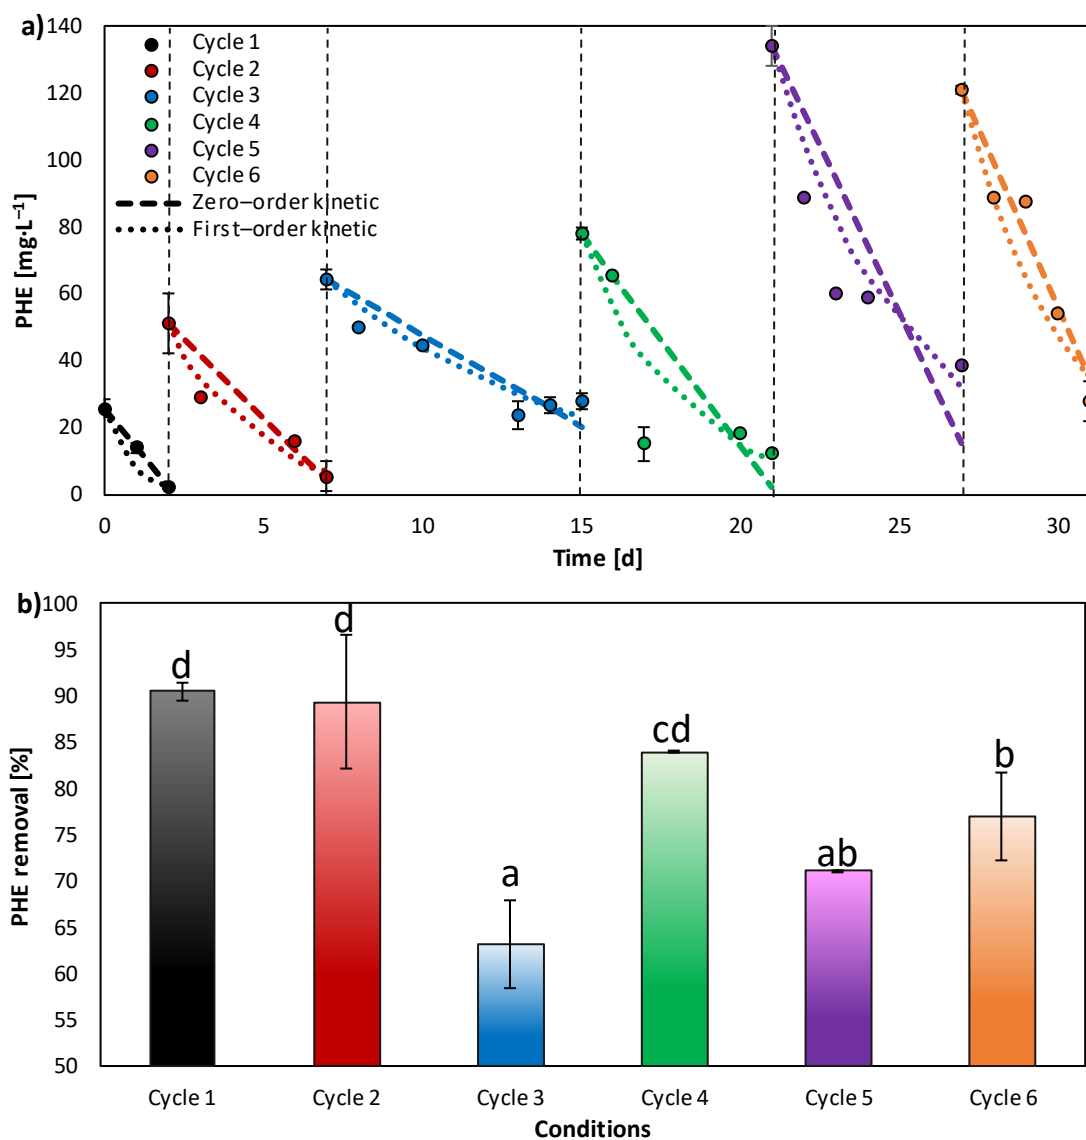 a)
PHE [mg·L⁻¹]
140
120
100
80
60
40
20
0
Cycle 1
Cycle 2
Cycle 3
Cycle 4
Cycle 5
Cycle 6
Zero–order kinetic
First–order kinetic
0 5 10 15 20 25 30
Time [d]
b)
PHE removal [%]
100
95
90
85
80
75
70
65
60
55
50
d d a cd ab b
Cycle 1 Cycle 2 Cycle 3 Cycle 4 Cycle 5 Cycle 6
Conditions